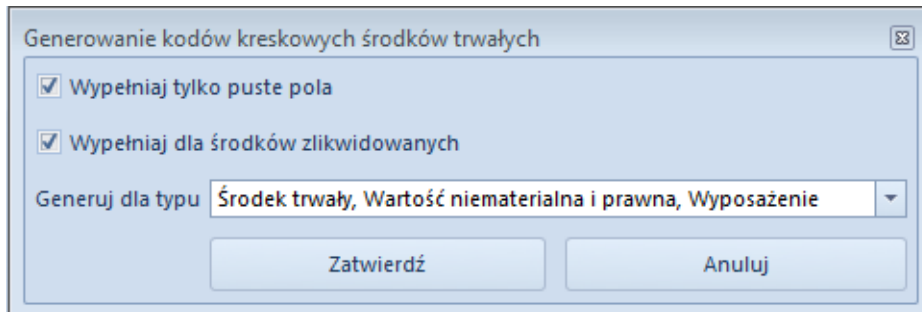 Generowanie kodów kreskowych środków trwałych
Wypełniaj tylko puste pola
Wypełniaj dla środków zlikwidowanych
Generuj dla typu Środek trwały, Wartość niematerialna i prawna, Wyposażenie
Zatwierdź Anuluj